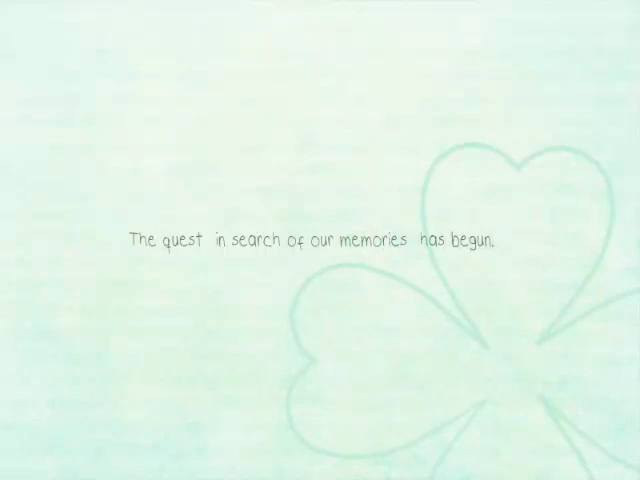 The quest in search of our memories has begun.